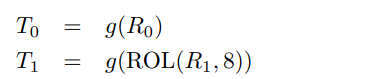 T₀ = g(R₀)
T₁ = g(ROL(R₁, 8))